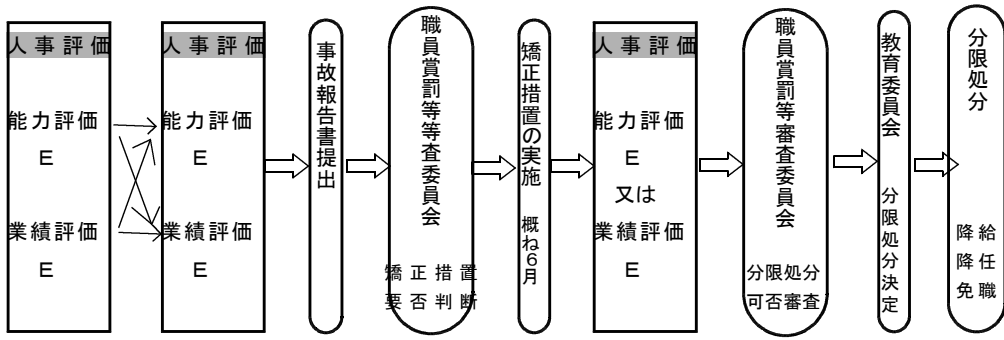 人事評価
能力評価
E
業績評価
E
人事評価
能力評価
E
業績評価
E
事故報告書提出
職員賞罰等等査委員会
矯正措置
要否判断
矯正措置の実施 概ね6月
人事評価
能力評価
E
又は
業績評価
E
職員賞罰等審査委員会
分限処分
可否審査
教育委員会 分限処分決定
分限処分
降給
降任
免職